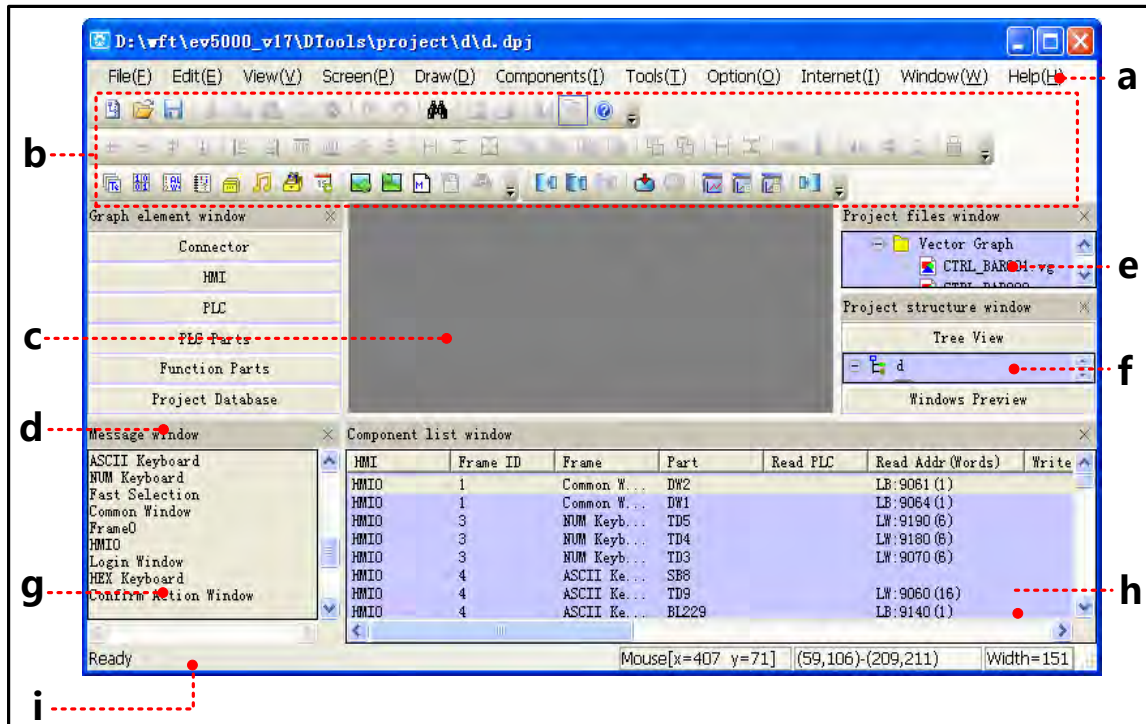 D:\wft\ev5000_v17\DTools\project\d\d.dpj
File(F) Edit(E) View(V) Screen(P) Draw(D) Components(I) Tools(T) Option(O) Internet(I) Window(W) Help(H)
a
b
Graph element window
Connector
HMI
PLC
PLC Parts
Function Parts
Project Database
c
Project files window
Vector Graph
CTRL_BAR001.vg
e
Project structure window
Tree View
d
f
Windows Preview
d
Message window
ASCII Keyboard
NUM Keyboard
Fast Selection
Common Window
Frame0
HMI0
Login Window
HEX Keyboard
Confirm Action Window
g
Component list window
HMI Frame ID Frame Part Read PLC Read Addr(Words) Write
HMI0 1 Common W... DW2 LB:9061(1)
HMI0 1 Common W... DW1 LB:9064(1)
HMI0 3 NUM Keyb... TD5 LW:9190(6)
HMI0 3 NUM Keyb... TD4 LW:9180(6)
HMI0 3 NUM Keyb... TD3 LW:9070(6)
HMI0 4 ASCII Ke... SB8
HMI0 4 ASCII Ke... TD9 LW:9060(16)
HMI0 4 ASCII Ke... BL229 LB:9140(1)
h
Ready Mouse[x=407 y=71] (59,106)-(209,211) Width=151
i